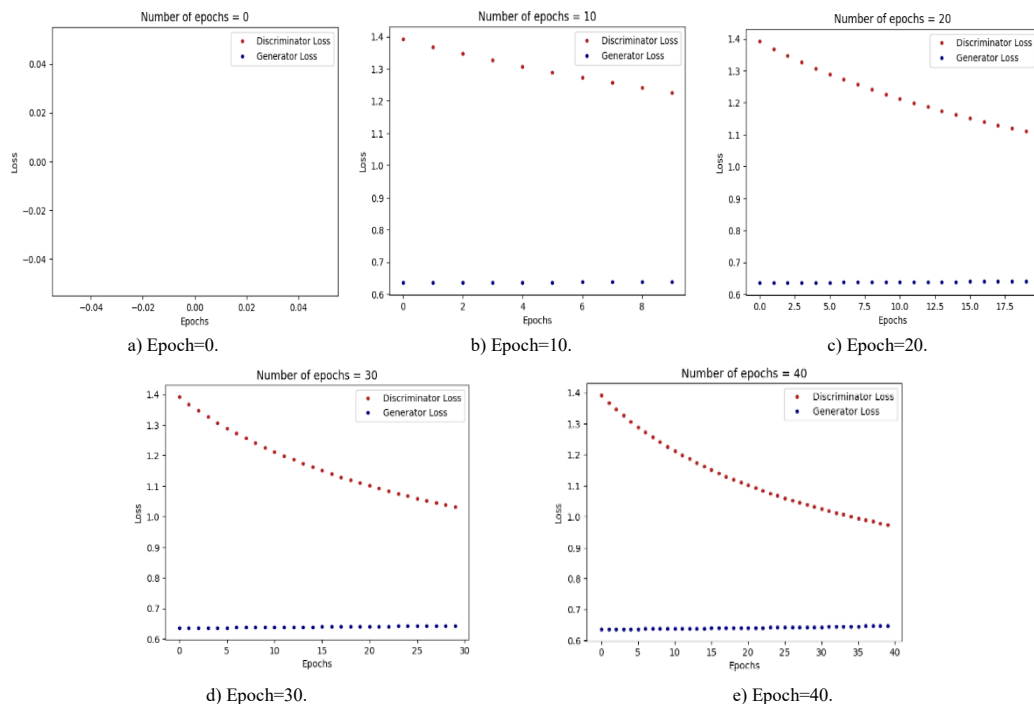 Number of epochs = 0
Discriminator Loss
Generator Loss
0.04
0.02
0.00
−0.02
−0.04
Loss
−0.04 −0.02 0.00 0.02 0.04
Epochs
a) Epoch=0.
Number of epochs = 10
Discriminator Loss
Generator Loss
1.4
1.3
1.2
1.1
1.0
0.9
0.8
0.7
0.6
Loss
0 2 4 6 8
Epochs
b) Epoch=10.
Number of epochs = 20
Discriminator Loss
Generator Loss
1.4
1.3
1.2
1.1
1.0
0.9
0.8
0.7
0.6
Loss
0.0 2.5 5.0 7.5 10.0 12.5 15.0 17.5
Epochs
c) Epoch=20.
Number of epochs = 30
Discriminator Loss
Generator Loss
1.4
1.3
1.2
1.1
1.0
0.9
0.8
0.7
0.6
Loss
0 5 10 15 20 25 30
Epochs
d) Epoch=30.
Number of epochs = 40
Discriminator Loss
Generator Loss
1.4
1.3
1.2
1.1
1.0
0.9
0.8
0.7
0.6
Loss
0 5 10 15 20 25 30 35 40
Epochs
e) Epoch=40.